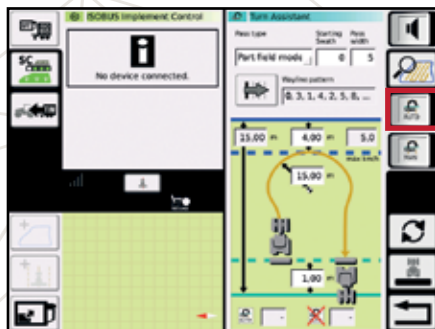 ISOBUS Implement Control
No device connected.
SC
Turn Assistant
Pass type
Starting Swath
Pass width
Part field mode
0
5
Wayline pattern
0, 3, 1, 4, 2, 5, 8, ...
15.00 m
4.00 m
5.0
max km/h
15.00 m
1.00 m
AUTO